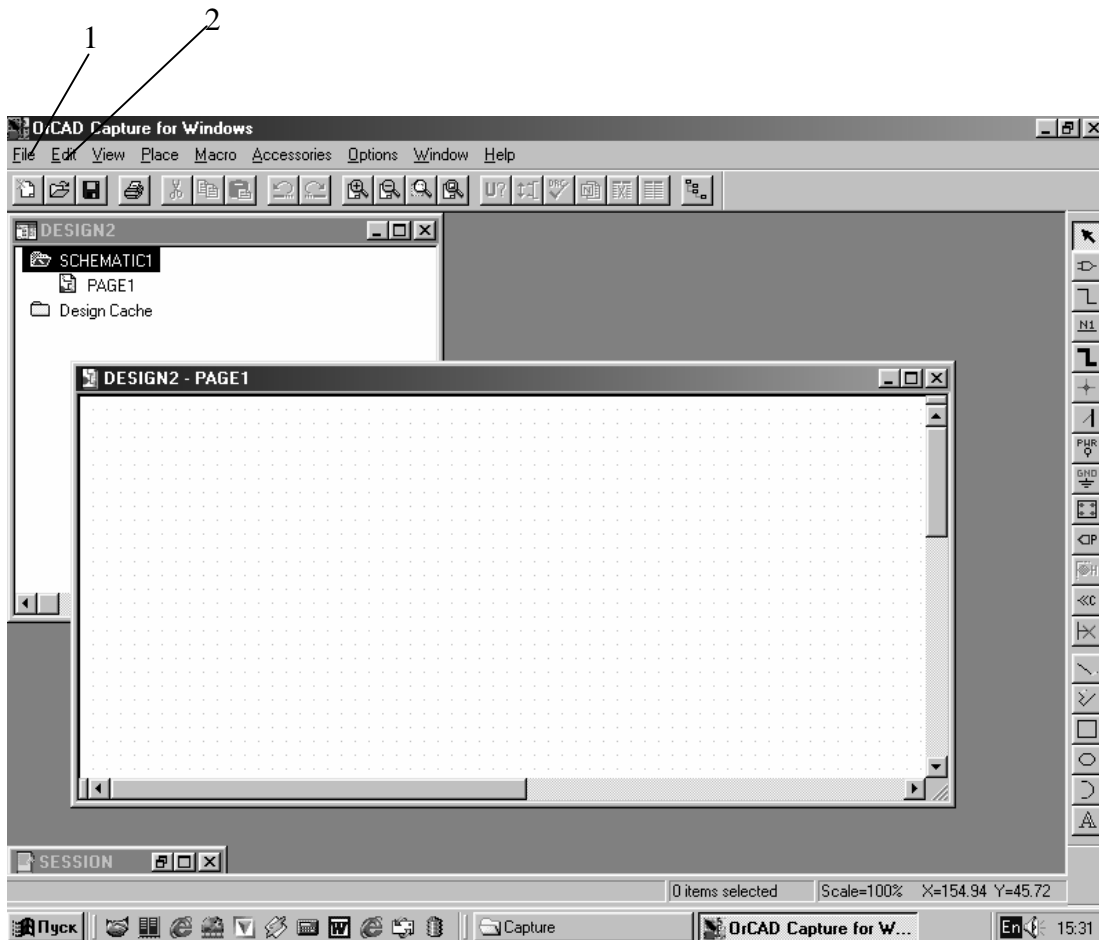 1
2
OrCAD Capture for Windows
File Edit View Place Macro Accessories Options Window Help
U? DRC
DESIGN2
SCHEMATIC1
PAGE1
Design Cache
N1
DESIGN2 - PAGE1
PWR
GND
P
H
C
A
SESSION
0 items selected Scale=100% X=154.94 Y=45.72
Пуск Capture OrCAD Capture for W... En 15:31